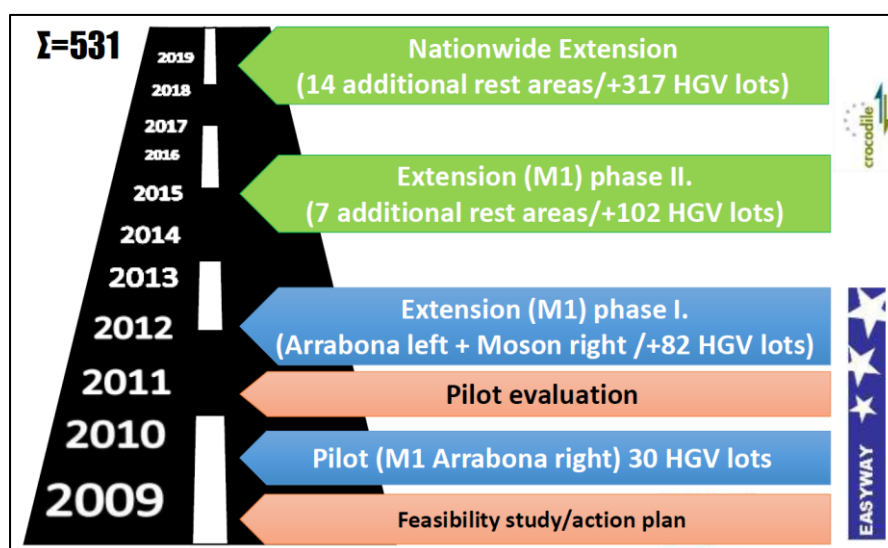 Σ=531
2019
2018
2017
2016
2015
2014
2013
2012
2011
2010
2009
Nationwide Extension
(14 additional rest areas/+317 HGV lots)
Extension (M1) phase II.
(7 additional rest areas/+102 HGV lots)
Extension (M1) phase I.
(Arrabona left + Moson right /+82 HGV lots)
Pilot evaluation
Pilot (M1 Arrabona right) 30 HGV lots
Feasibility study/action plan
crocodile
EASYWAY